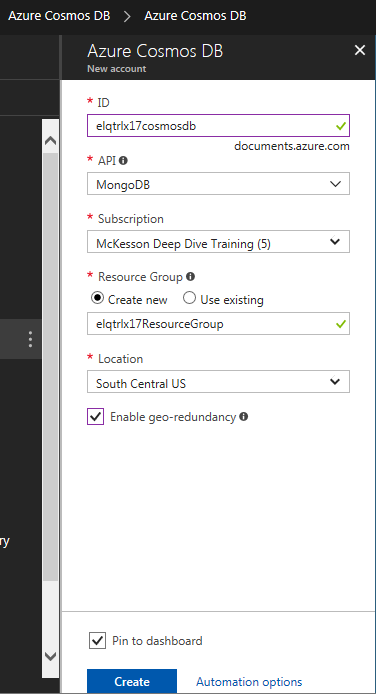 Azure Cosmos DB > Azure Cosmos DB
Azure Cosmos DB
New account
* ID
elqtrlx17cosmosdb
documents.azure.com
* API
MongoDB
* Subscription
McKesson Deep Dive Training (5)
* Resource Group
Create new Use existing
elqtrlx17ResourceGroup
* Location
South Central US
Enable geo-redundancy
ry
Pin to dashboard
Create Automation options